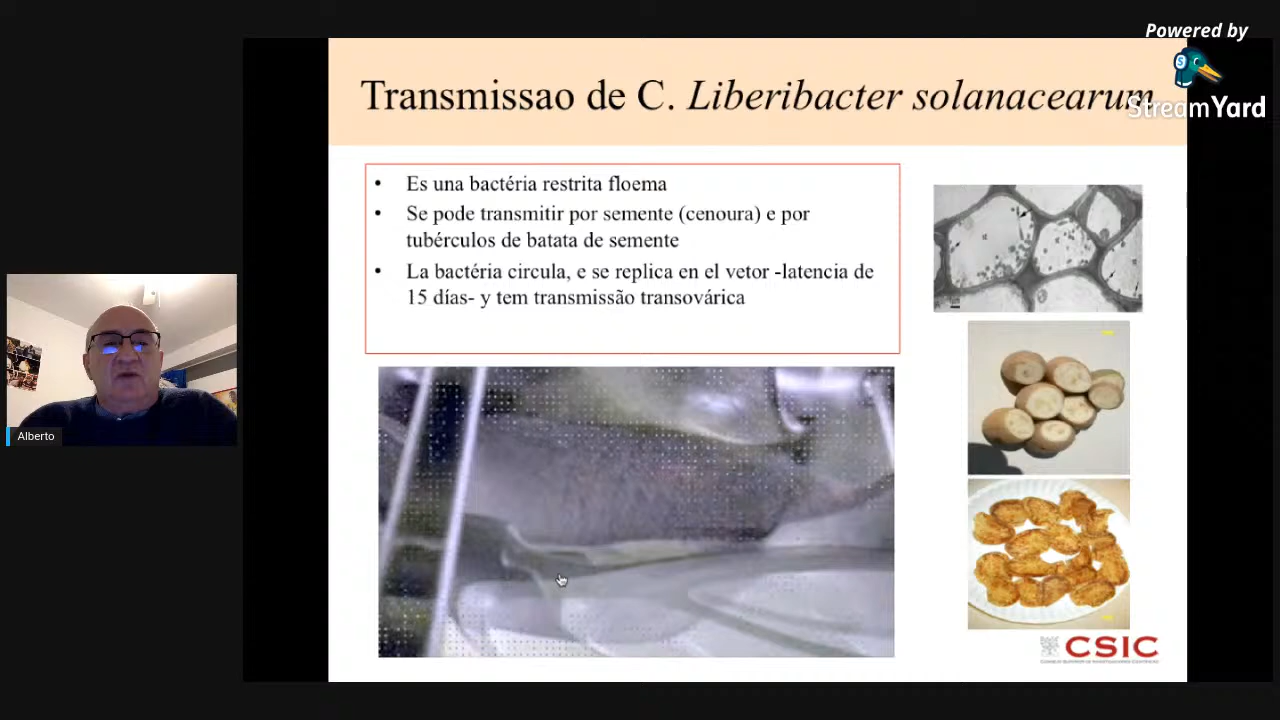 Powered by
StreamYard
Transmissao de C. Liberibacter solanacearum
• Es una bactéria restrita floema
• Se pode transmitir por semente (cenoura) e por
tubérculos de batata de semente
• La bactéria circula, e se replica en el vetor -latencia de
15 días- y tem transmissão transovárica
Alberto
CSIC